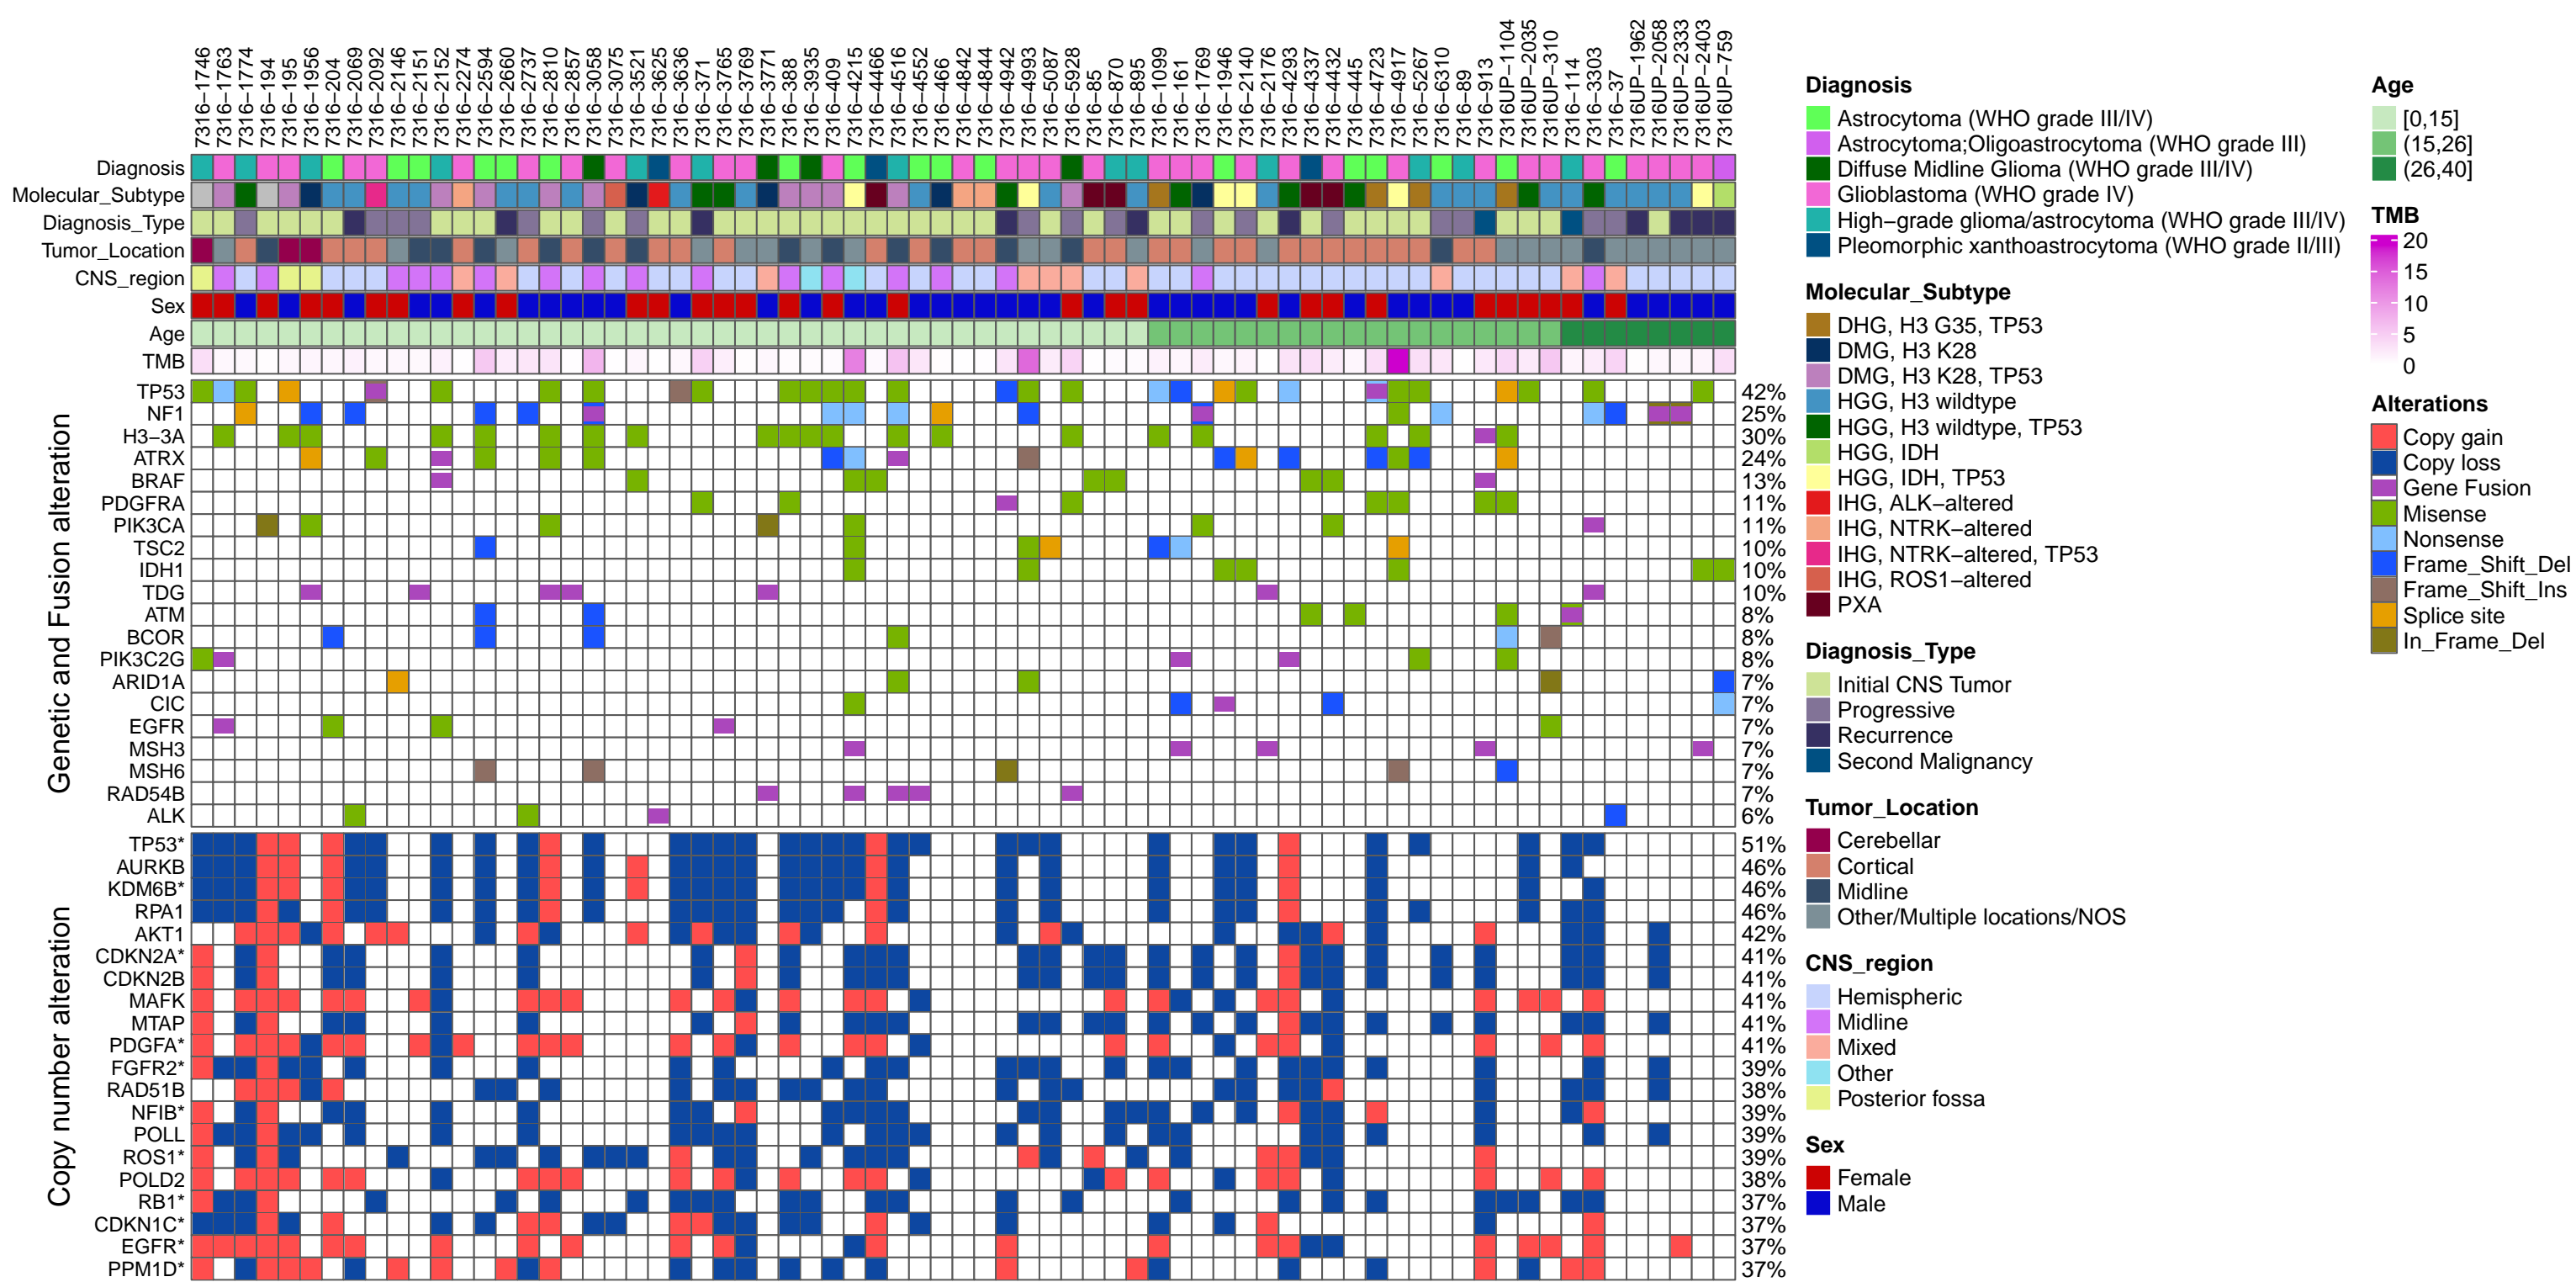 7316−1746
7316−1763
7316−1774
7316−194
7316−195
7316−1956
7316−204
7316−2069
7316−2092
7316−2146
7316−2151
7316−2152
7316−2274
7316−2594
7316−2660
7316−2737
7316−2810
7316−2857
7316−3058
7316−3075
7316−3521
7316−3625
7316−3636
7316−371
7316−3765
7316−3769
7316−3771
7316−388
7316−3935
7316−409
7316−4215
7316−4466
7316−4516
7316−4552
7316−466
7316−4842
7316−4844
7316−4942
7316−4993
7316−5087
7316−5928
7316−85
7316−870
7316−895
7316−1099
7316−161
7316−1769
7316−1946
7316−2140
7316−2176
7316−4293
7316−4337
7316−4432
7316−445
7316−4723
7316−4917
7316−5267
7316−6310
7316−89
7316−913
7316UP−1104
7316UP−2035
7316UP−310
7316−114
7316−3303
7316−37
7316UP−1962
7316UP−2058
7316UP−2333
7316UP−2403
7316UP−759
Diagnosis
Molecular_Subtype
Diagnosis_Type
Tumor_Location
CNS_region
Sex
Age
TMB
Genetic and Fusion alteration
TP53 42%
NF1 25%
H3−3A 30%
ATRX 24%
BRAF 13%
PDGFRA 11%
PIK3CA 11%
TSC2 10%
IDH1 10%
TDG 10%
ATM 8%
BCOR 8%
PIK3C2G 8%
ARID1A 7%
CIC 7%
EGFR 7%
MSH3 7%
MSH6 7%
RAD54B 7%
ALK 6%
Copy number alteration
TP53* 51%
AURKB 46%
KDM6B* 46%
RPA1 46%
AKT1 42%
CDKN2A* 41%
CDKN2B 41%
MAFK 41%
MTAP 41%
PDGFA* 41%
FGFR2* 39%
RAD51B 38%
NFIB* 39%
POLL 39%
ROS1* 39%
POLD2 38%
RB1* 37%
CDKN1C* 37%
EGFR* 37%
PPM1D* 37%
Diagnosis
Astrocytoma (WHO grade III/IV)
Astrocytoma;Oligoastrocytoma (WHO grade III)
Diffuse Midline Glioma (WHO grade III/IV)
Glioblastoma (WHO grade IV)
High−grade glioma/astrocytoma (WHO grade III/IV)
Pleomorphic xanthoastrocytoma (WHO grade II/III)
Molecular_Subtype
DHG, H3 G35, TP53
DMG, H3 K28
DMG, H3 K28, TP53
HGG, H3 wildtype
HGG, H3 wildtype, TP53
HGG, IDH
HGG, IDH, TP53
IHG, ALK−altered
IHG, NTRK−altered
IHG, NTRK−altered, TP53
IHG, ROS1−altered
PXA
Diagnosis_Type
Initial CNS Tumor
Progressive
Recurrence
Second Malignancy
Tumor_Location
Cerebellar
Cortical
Midline
Other/Multiple locations/NOS
CNS_region
Hemispheric
Midline
Mixed
Other
Posterior fossa
Sex
Female
Male
Age
[0,15]
(15,26]
(26,40]
TMB
20
15
10
5
0
Alterations
Copy gain
Copy loss
Gene Fusion
Misense
Nonsense
Frame_Shift_Del
Frame_Shift_Ins
Splice site
In_Frame_Del